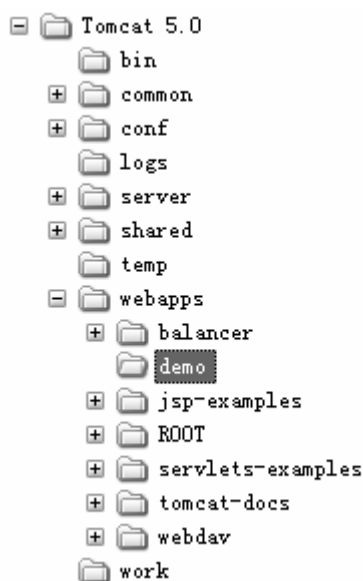 Tomcat 5.0
bin
common
conf
logs
server
shared
temp
webapps
balancer
demo
jsp-examples
ROOT
servlets-examples
tomcat-docs
webdav
work